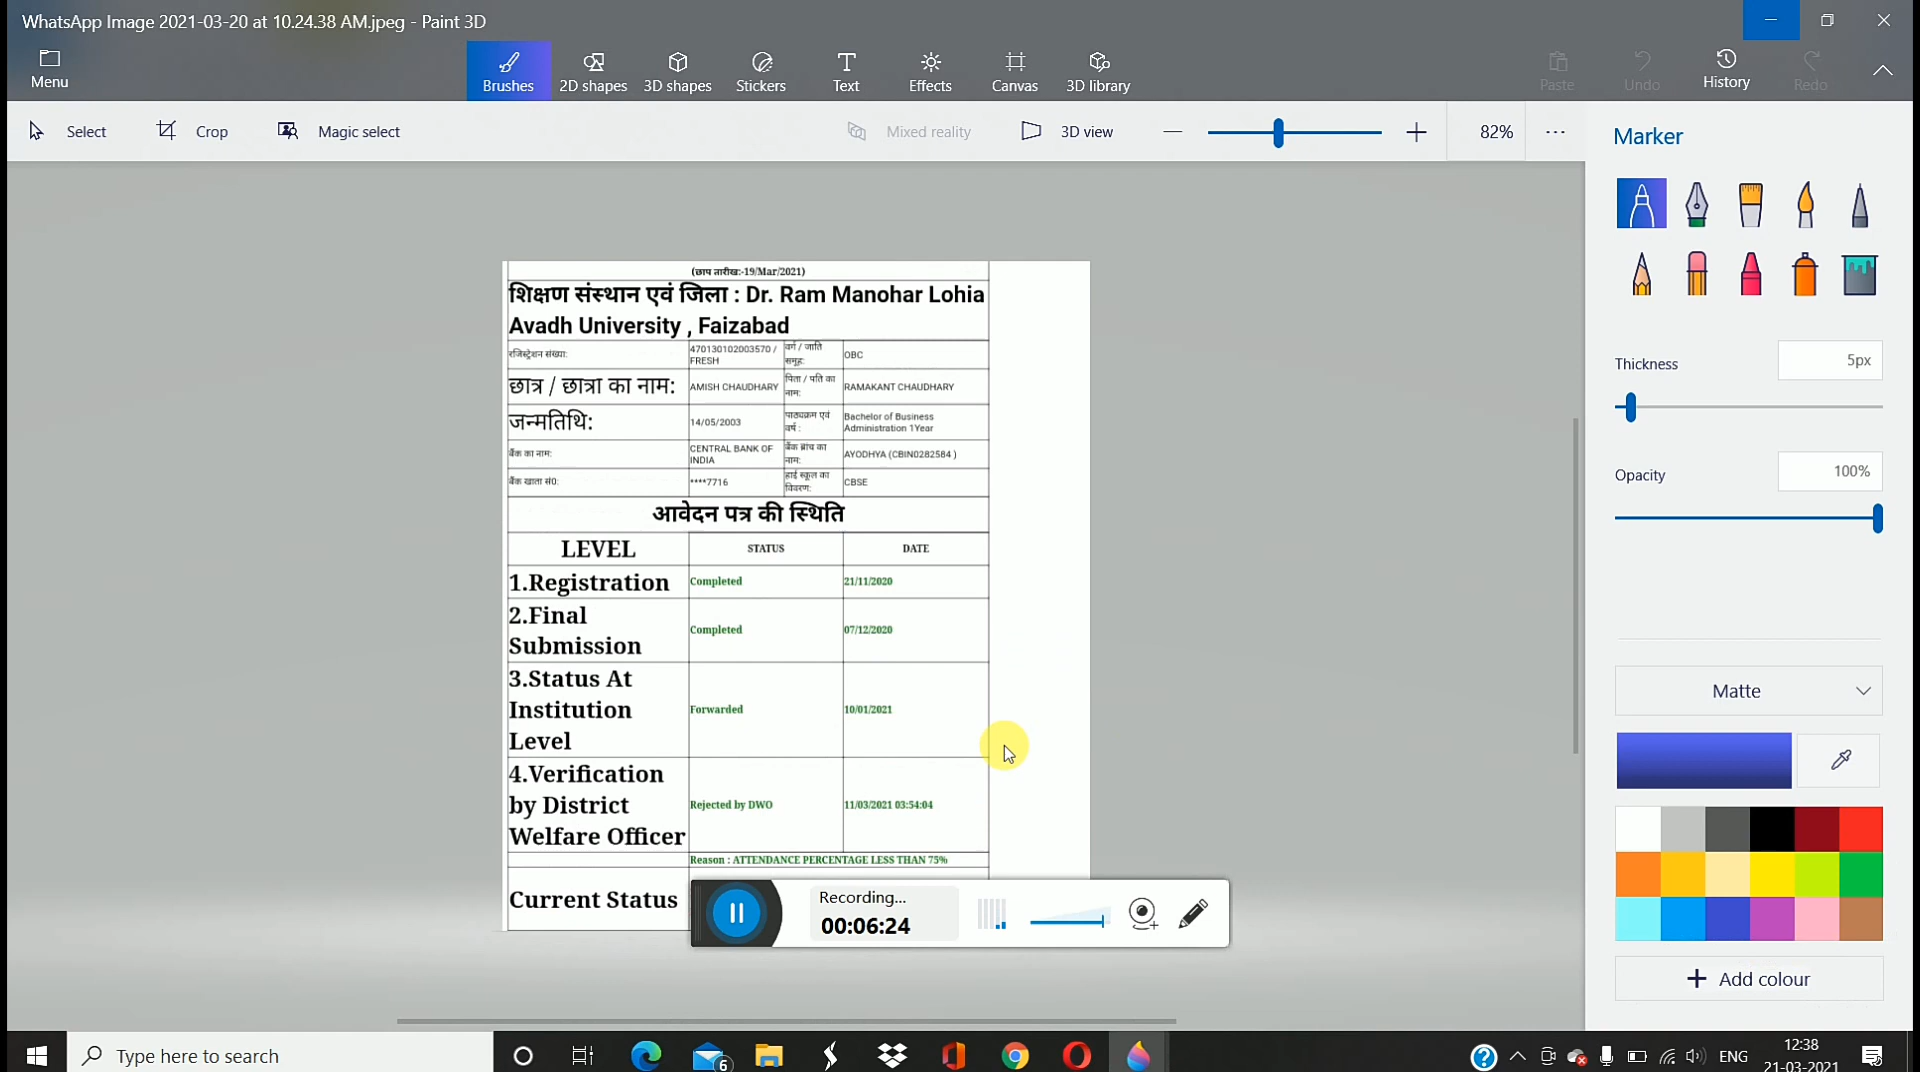 WhatsApp Image 2021-03-20 at 10.24.38 AM.jpeg - Paint 3D
Menu
Brushes
2D shapes
3D shapes
Stickers
Text
Effects
Canvas
3D library
Paste
Undo
History
Redo
Select
Crop
Magic select
Mixed reality
3D view
82%
Marker
Thickness
5px
Opacity
100%
Matte
Add colour
(छाप तारीख:-19/Mar/2021)
शिक्षण संस्थान एवं जिला : Dr. Ram Manohar Lohia
Avadh University , Faizabad
रजिस्ट्रेशन संख्या:
470130102003570 /
FRESH
वर्ग / जाति
समूह:
OBC
छात्र / छात्रा का नाम:
AMISH CHAUDHARY
पिता / पति का
नाम:
RAMAKANT CHAUDHARY
जन्मतिथि:
14/05/2003
पाठ्यक्रम एवं
वर्ष :
Bachelor of Business
Administration 1Year
बैंक का नाम:
CENTRAL BANK OF
INDIA
बैंक ब्रांच का
नाम:
AYODHYA (CBIN0282584 )
बैंक खाता सं0:
****7716
हाई स्कूल का
विवरण:
CBSE
आवेदन पत्र की स्थिति
LEVEL
STATUS
DATE
1.Registration
Completed
21/11/2020
2.Final
Submission
Completed
07/12/2020
3.Status At
Institution
Level
Forwarded
10/01/2021
4.Verification
by District
Welfare Officer
Rejected by DWO
11/03/2021 03:54:04
Reason : ATTENDANCE PERCENTAGE LESS THAN 75%
Current Status
Recording...
00:06:24
Type here to search
6
ENG
12:38
21-03-2021